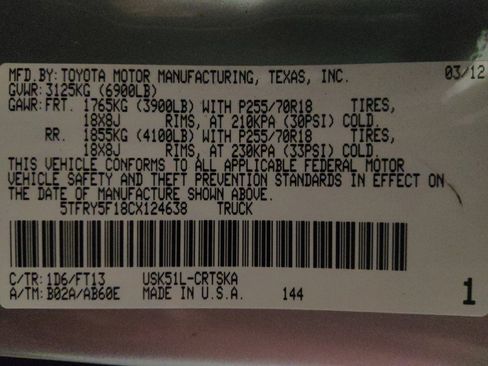 MFD.BY: TOYOTA MOTOR MANUFACTURING, TEXAS, INC. 03/12
GVWR: 3125KG (6900LB)
GAWR: FRT. 1765KG (3900LB) WITH P255/70R18 TIRES,
18X8J RIMS, AT 210KPA (30PSI) COLD
RR. 1855KG (4100LB) WITH P255/70R18 TIRES,
18X8J RIMS, AT 230KPA (33PSI) COLD.
THIS VEHICLE CONFORMS TO ALL APPLICABLE FEDERAL MOTOR
VEHICLE SAFETY AND THEFT PREVENTION STANDARDS IN EFFECT ON
THE DATE OF MANUFACTURE SHOWN ABOVE.
5TFRY5F18CX124638 TRUCK
C/TR: 1D6/FT13 USK51L-CRTSKA
A/TM: B02A/AB60E MADE IN U.S.A. 144 1